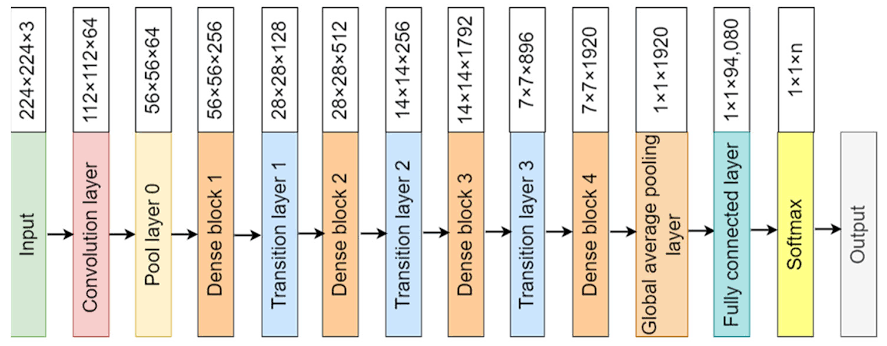 224×224×3
112×112×64
56×56×64
56×56×256
28×28×128
28×28×512
14×14×256
14×14×1792
7×7×896
7×7×1920
1×1×1920
1×1×94,080
1×1×n
Input
Convolution layer
Pool layer 0
Dense block 1
Transition layer 1
Dense block 2
Transition layer 2
Dense block 3
Transition layer 3
Dense block 4
Global average pooling
layer
Fully connected layer
Softmax
Output